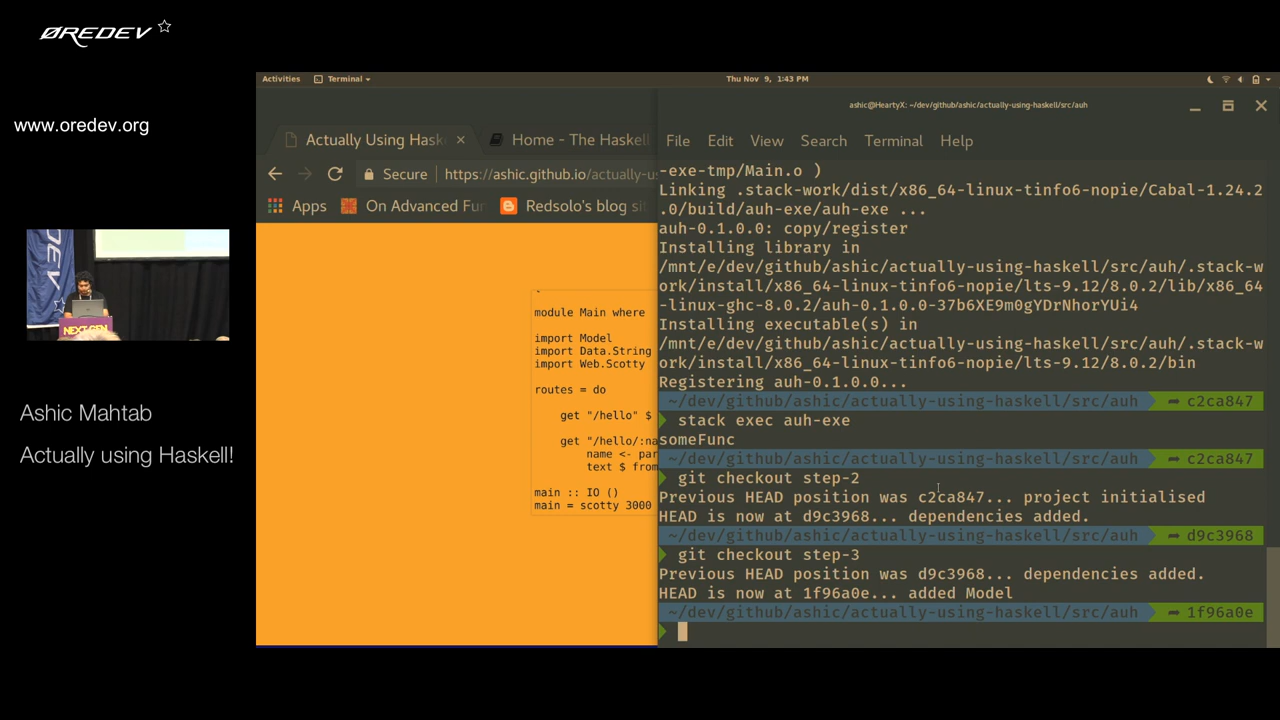 ØREDEV
www.oredev.org
NEXT GEN
Ashic Mahtab
Actually using Haskell!
Activities Terminal Thu Nov 9, 1:43 PM
ashic@HeartyX: ~/dev/github/ashic/actually-using-haskell/src/auh
Actually Using Hask
Home - The Haskell
Secure https://ashic.github.io/actually-u
Apps On Advanced Fu Redsolo's blog si
module Main where
import Model
import Data.String
import Web.Scotty
routes = do
get "/hello" $
get "/hello/:na
name <- par
text $ from
main :: IO ()
main = scotty 3000
File Edit View Search Terminal Help
-exe-tmp/Main.o )
Linking .stack-work/dist/x86_64-linux-tinfo6-nopie/Cabal-1.24.2
.0/build/auh-exe/auh-exe ...
auh-0.1.0.0: copy/register
Installing library in
/mnt/e/dev/github/ashic/actually-using-haskell/src/auh/.stack-w
ork/install/x86_64-linux-tinfo6-nopie/lts-9.12/8.0.2/lib/x86_64
-linux-ghc-8.0.2/auh-0.1.0.0-37b6XE9m0gYDrNhorYUi4
Installing executable(s) in
/mnt/e/dev/github/ashic/actually-using-haskell/src/auh/.stack-w
ork/install/x86_64-linux-tinfo6-nopie/lts-9.12/8.0.2/bin
Registering auh-0.1.0.0...
~/dev/github/ashic/actually-using-haskell/src/auh ➦ c2ca847
stack exec auh-exe
someFunc
~/dev/github/ashic/actually-using-haskell/src/auh ➦ c2ca847
git checkout step-2
Previous HEAD position was c2ca847... project initialised
HEAD is now at d9c3968... dependencies added.
~/dev/github/ashic/actually-using-haskell/src/auh ➦ d9c3968
git checkout step-3
Previous HEAD position was d9c3968... dependencies added.
HEAD is now at 1f96a0e... added Model
~/dev/github/ashic/actually-using-haskell/src/auh ➦ 1f96a0e